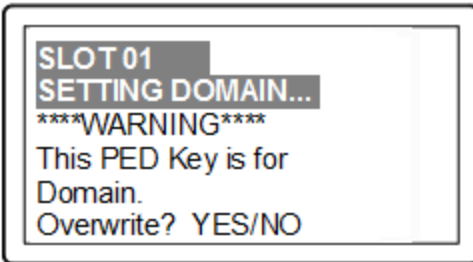 SLOT 01
SETTING DOMAIN...
****WARNING****
This PED Key is for
Domain.
Overwrite? YES/NO